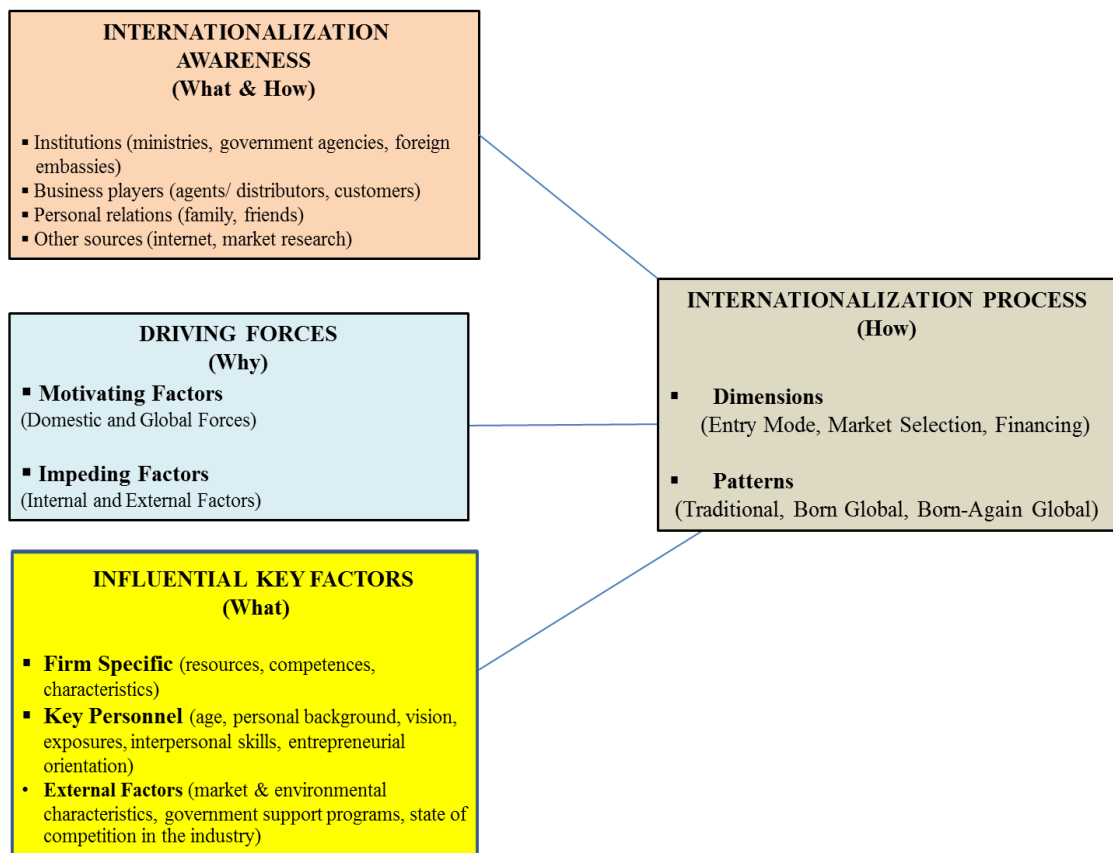 INTERNATIONALIZATION
AWARENESS
(What & How)
▪ Institutions (ministries, government agencies, foreign
embassies)
▪ Business players (agents/ distributors, customers)
▪ Personal relations (family, friends)
▪ Other sources (internet, market research)
DRIVING FORCES
(Why)
▪ Motivating Factors
(Domestic and Global Forces)
▪ Impeding Factors
(Internal and External Factors)
INFLUENTIAL KEY FACTORS
(What)
▪ Firm Specific (resources, competences,
characteristics)
▪ Key Personnel (age, personal background, vision,
exposures, interpersonal skills, entrepreneurial
orientation)
• External Factors (market & environmental
characteristics, government support programs, state of
competition in the industry)
INTERNATIONALIZATION PROCESS
(How)
▪ Dimensions
(Entry Mode, Market Selection, Financing)
▪ Patterns
(Traditional, Born Global, Born-Again Global)